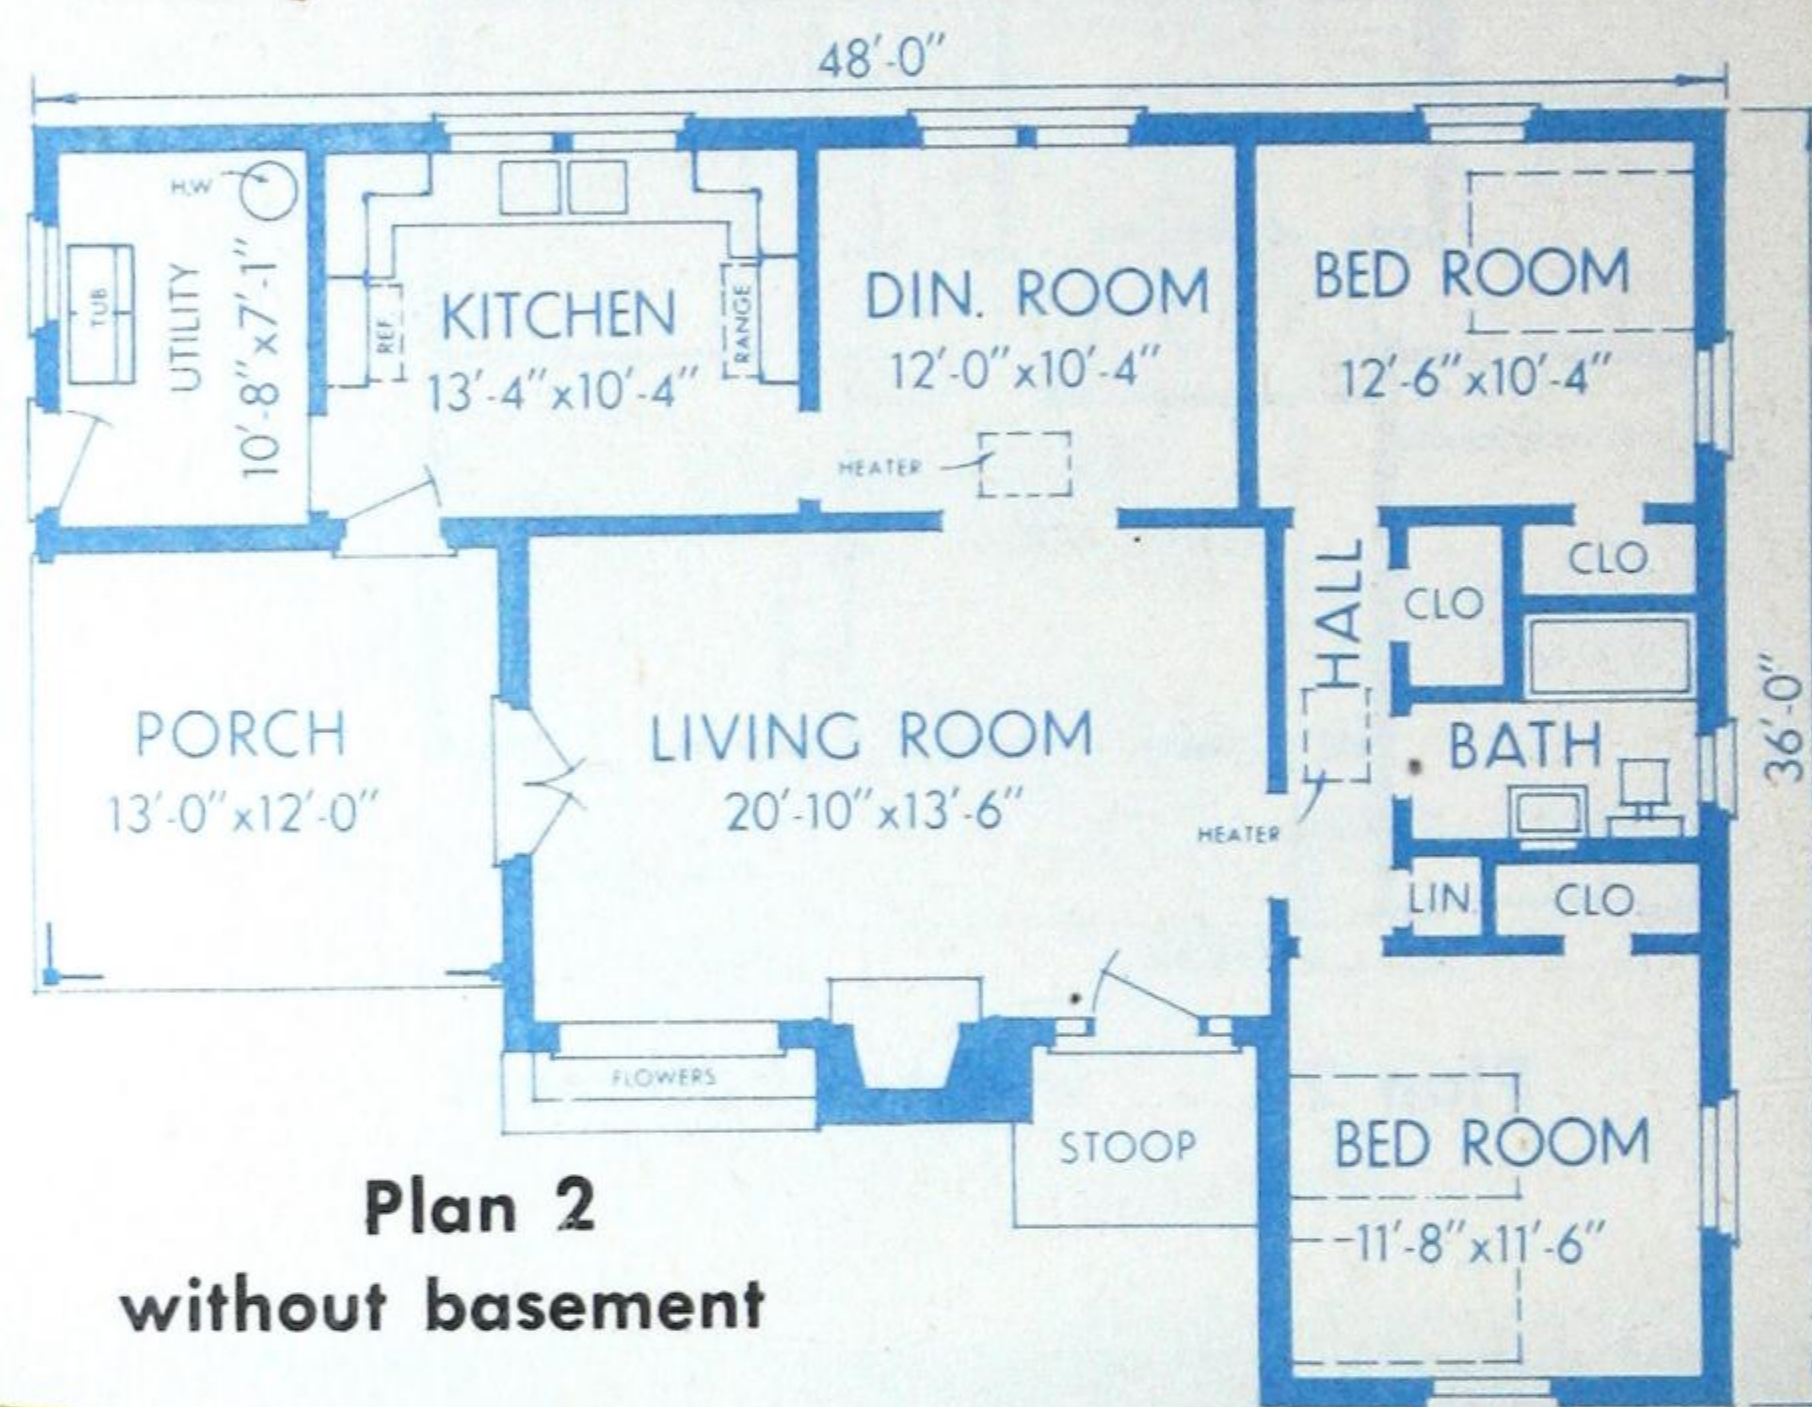 48'-0"
H.W
TUB
UTILITY
10'-8"x7'-1"
REF.
KITCHEN
13'-4"x10'-4"
RANGE
DIN. ROOM
12'-0"x10'-4"
HEATER
BED ROOM
12'-6"x10'-4"
CLO.
CLO
HALL
PORCH
13'-0"x12'-0"
LIVING ROOM
20'-10"x13'-6"
HEATER
BATH
36'-0"
LIN.
CLO.
FLOWERS
STOOP
BED ROOM
11'-8"x11'-6"
Plan 2
without basement